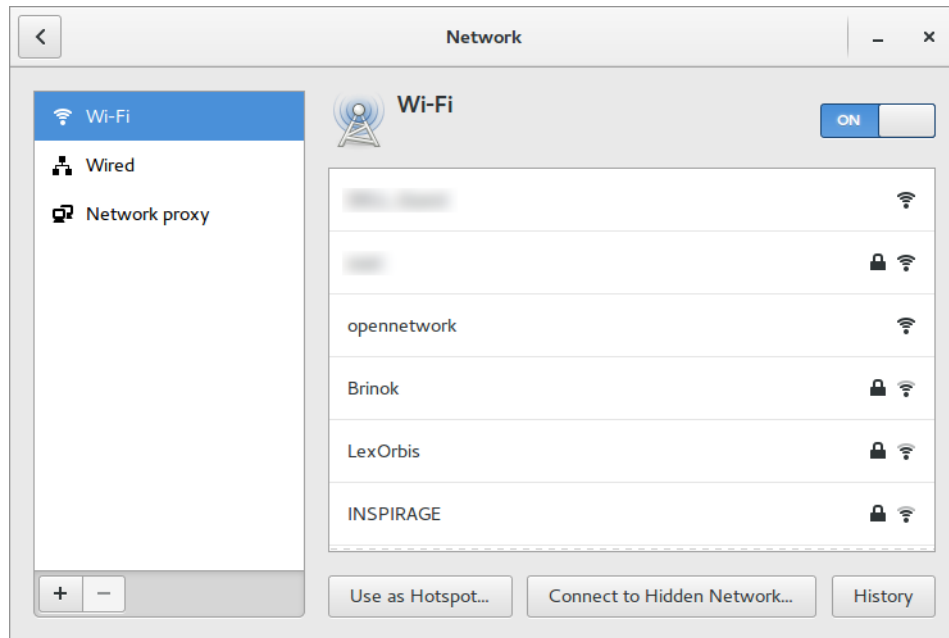 Network
Wi-Fi
Wired
Network proxy
Wi-Fi
ON
opennetwork
Brinok
LexOrbis
INSPIRAGE
Use as Hotspot...
Connect to Hidden Network...
History